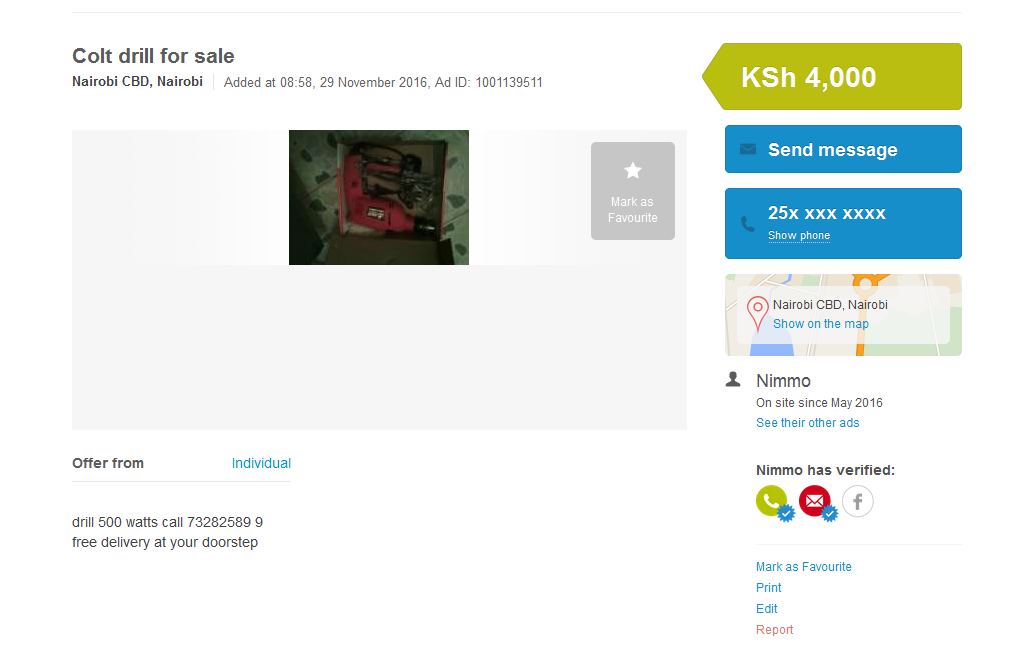 Colt drill for sale
Nairobi CBD, Nairobi Added at 08:58, 29 November 2016, Ad ID: 1001139511
Mark as
Favourite
Offer from Individual
drill 500 watts call 73282589 9
free delivery at your doorstep
KSh 4,000
Send message
25x xxx xxxx
Show phone
Nairobi CBD, Nairobi
Show on the map
Nimmo
On site since May 2016
See their other ads
Nimmo has verified:
Mark as Favourite
Print
Edit
Report